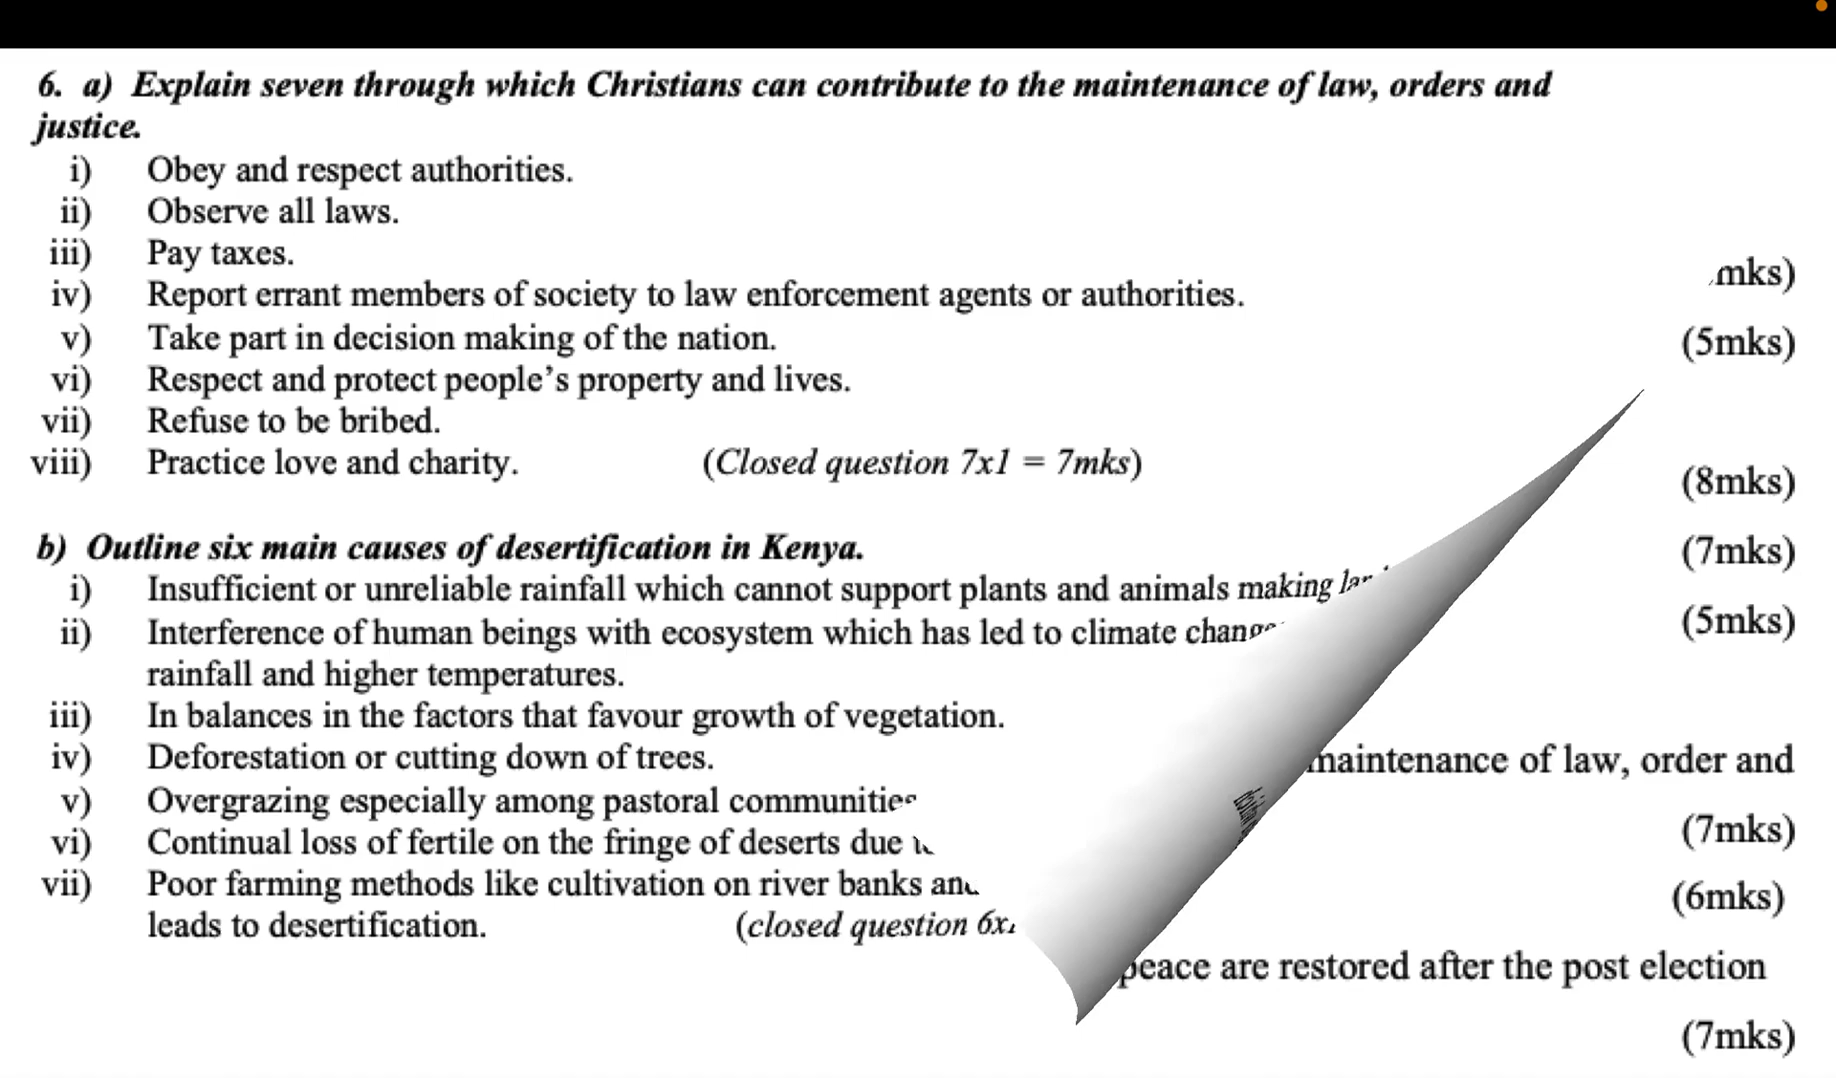 6. a) Explain seven through which Christians can contribute to the maintenance of law, orders and
justice.
i) Obey and respect authorities.
ii) Observe all laws.
iii) Pay taxes.
iv) Report errant members of society to law enforcement agents or authorities.
v) Take part in decision making of the nation.
vi) Respect and protect people's property and lives.
vii) Refuse to be bribed.
viii) Practice love and charity. (Closed question 7x1 = 7mks)
b) Outline six main causes of desertification in Kenya.
i) Insufficient or unreliable rainfall which cannot support plants and animals making
ii) Interference of human beings with ecosystem which has led to climate
rainfall and higher temperatures.
iii) In balances in the factors that favour growth of vegetation.
iv) Deforestation or cutting down of trees.
v) Overgrazing especially among pastoral
vi) Continual loss of fertile on the fringe of deserts due
vii) Poor farming methods like cultivation on river banks
leads to desertification. (closed question
mks)
(5mks)
(8mks)
(7mks)
(5mks)
maintenance of law, order and
(7mks)
(6mks)
peace are restored after the post election
(7mks)